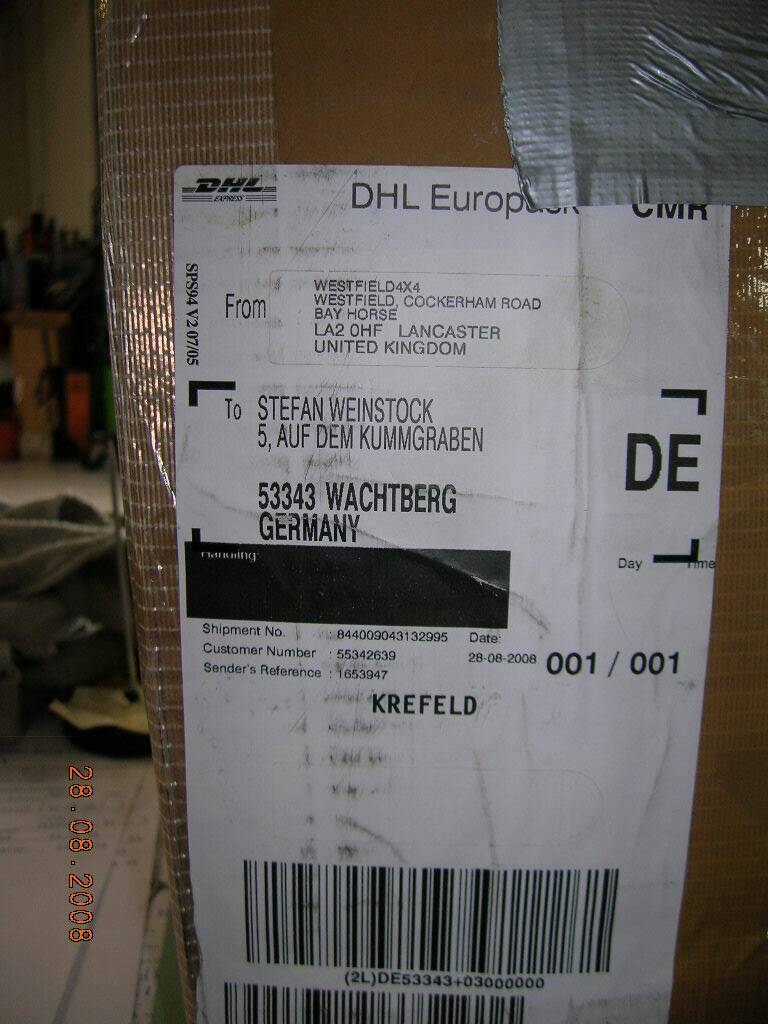 DHL
EXPRESS
DHL Europack CMR
SPS94 V2 07/05
From
WESTFIELD4X4
WESTFIELD, COCKERHAM ROAD
BAY HORSE
LA2 0HF LANCASTER
UNITED KINGDOM
To STEFAN WEINSTOCK
5, AUF DEM KUMMGRABEN
DE
53343 WACHTBERG
GERMANY
Handling
Day Time
Shipment No. : 844009043132995 Date:
Customer Number : 55342639 28-08-2008 001 / 001
Sender's Reference : 1653947
KREFELD
(2L)DE53343+03000000
28.08.2008